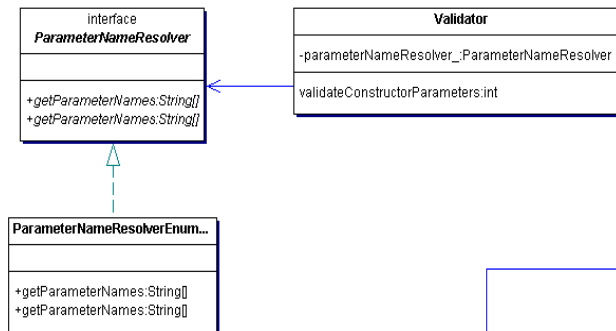 interface
ParameterNameResolver
+getParameterNames:String[]
+getParameterNames:String[]
Validator
-parameterNameResolver_:ParameterNameResolver
validateConstructorParameters:int
ParameterNameResolverEnum...
+getParameterNames:String[]
+getParameterNames:String[]